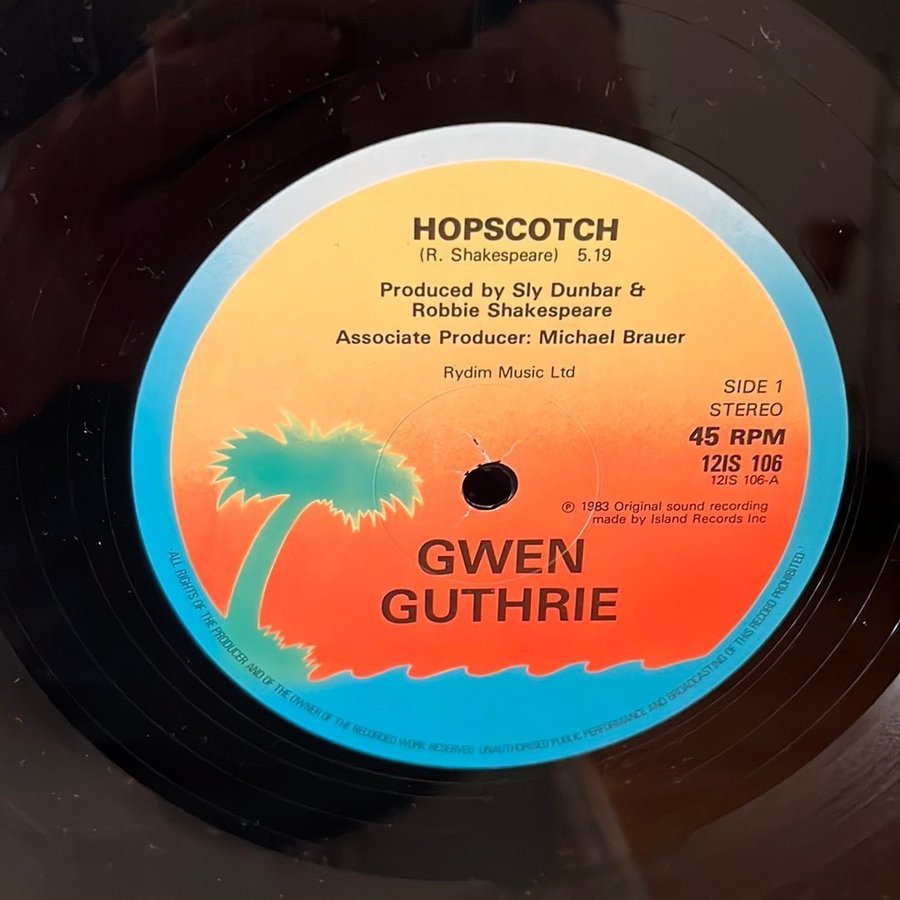 HOPSCOTCH
(R. Shakespeare) 5.19
Produced by Sly Dunbar &
Robbie Shakespeare
Associate Producer: Michael Brauer
Rydim Music Ltd
SIDE 1
STEREO
45 RPM
12IS 106
12IS 106-A
℗ 1983 Original sound recording
made by Island Records Inc
GWEN
GUTHRIE
ALL RIGHTS OF THE PRODUCER AND OF THE OWNER OF THE RECORDED WORK RESERVED · UNAUTHORISED PUBLIC PERFORMANCE AND BROADCASTING OF THIS RECORD PROHIBITED